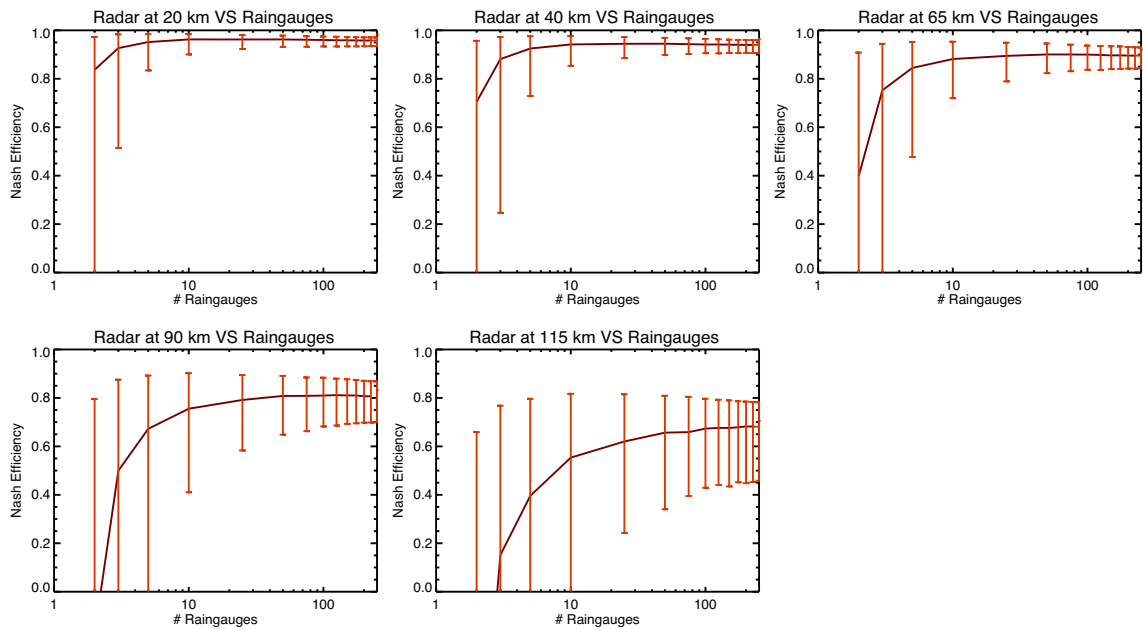 Radar at 20 km VS Raingauges
1.0
0.8
0.6
0.4
0.2
0.0
Nash Efficiency
1 10 100
# Raingauges
Radar at 40 km VS Raingauges
1.0
0.8
0.6
0.4
0.2
0.0
Nash Efficiency
1 10 100
# Raingauges
Radar at 65 km VS Raingauges
1.0
0.8
0.6
0.4
0.2
0.0
Nash Efficiency
1 10 100
# Raingauges
Radar at 90 km VS Raingauges
1.0
0.8
0.6
0.4
0.2
0.0
Nash Efficiency
1 10 100
# Raingauges
Radar at 115 km VS Raingauges
1.0
0.8
0.6
0.4
0.2
0.0
Nash Efficiency
1 10 100
# Raingauges